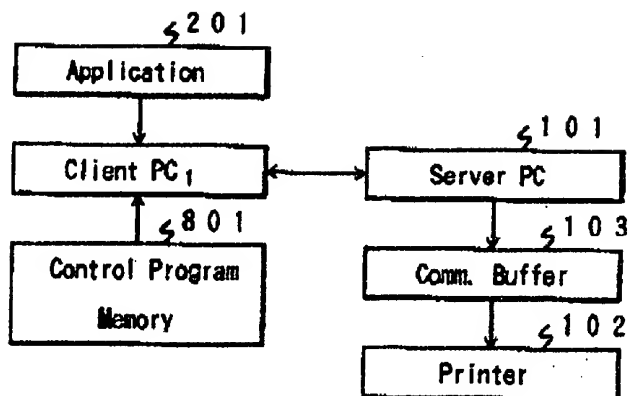 201
Application
101
Client PC1
Server PC
801
103
Control Program
Memory
Comm. Buffer
102
Printer